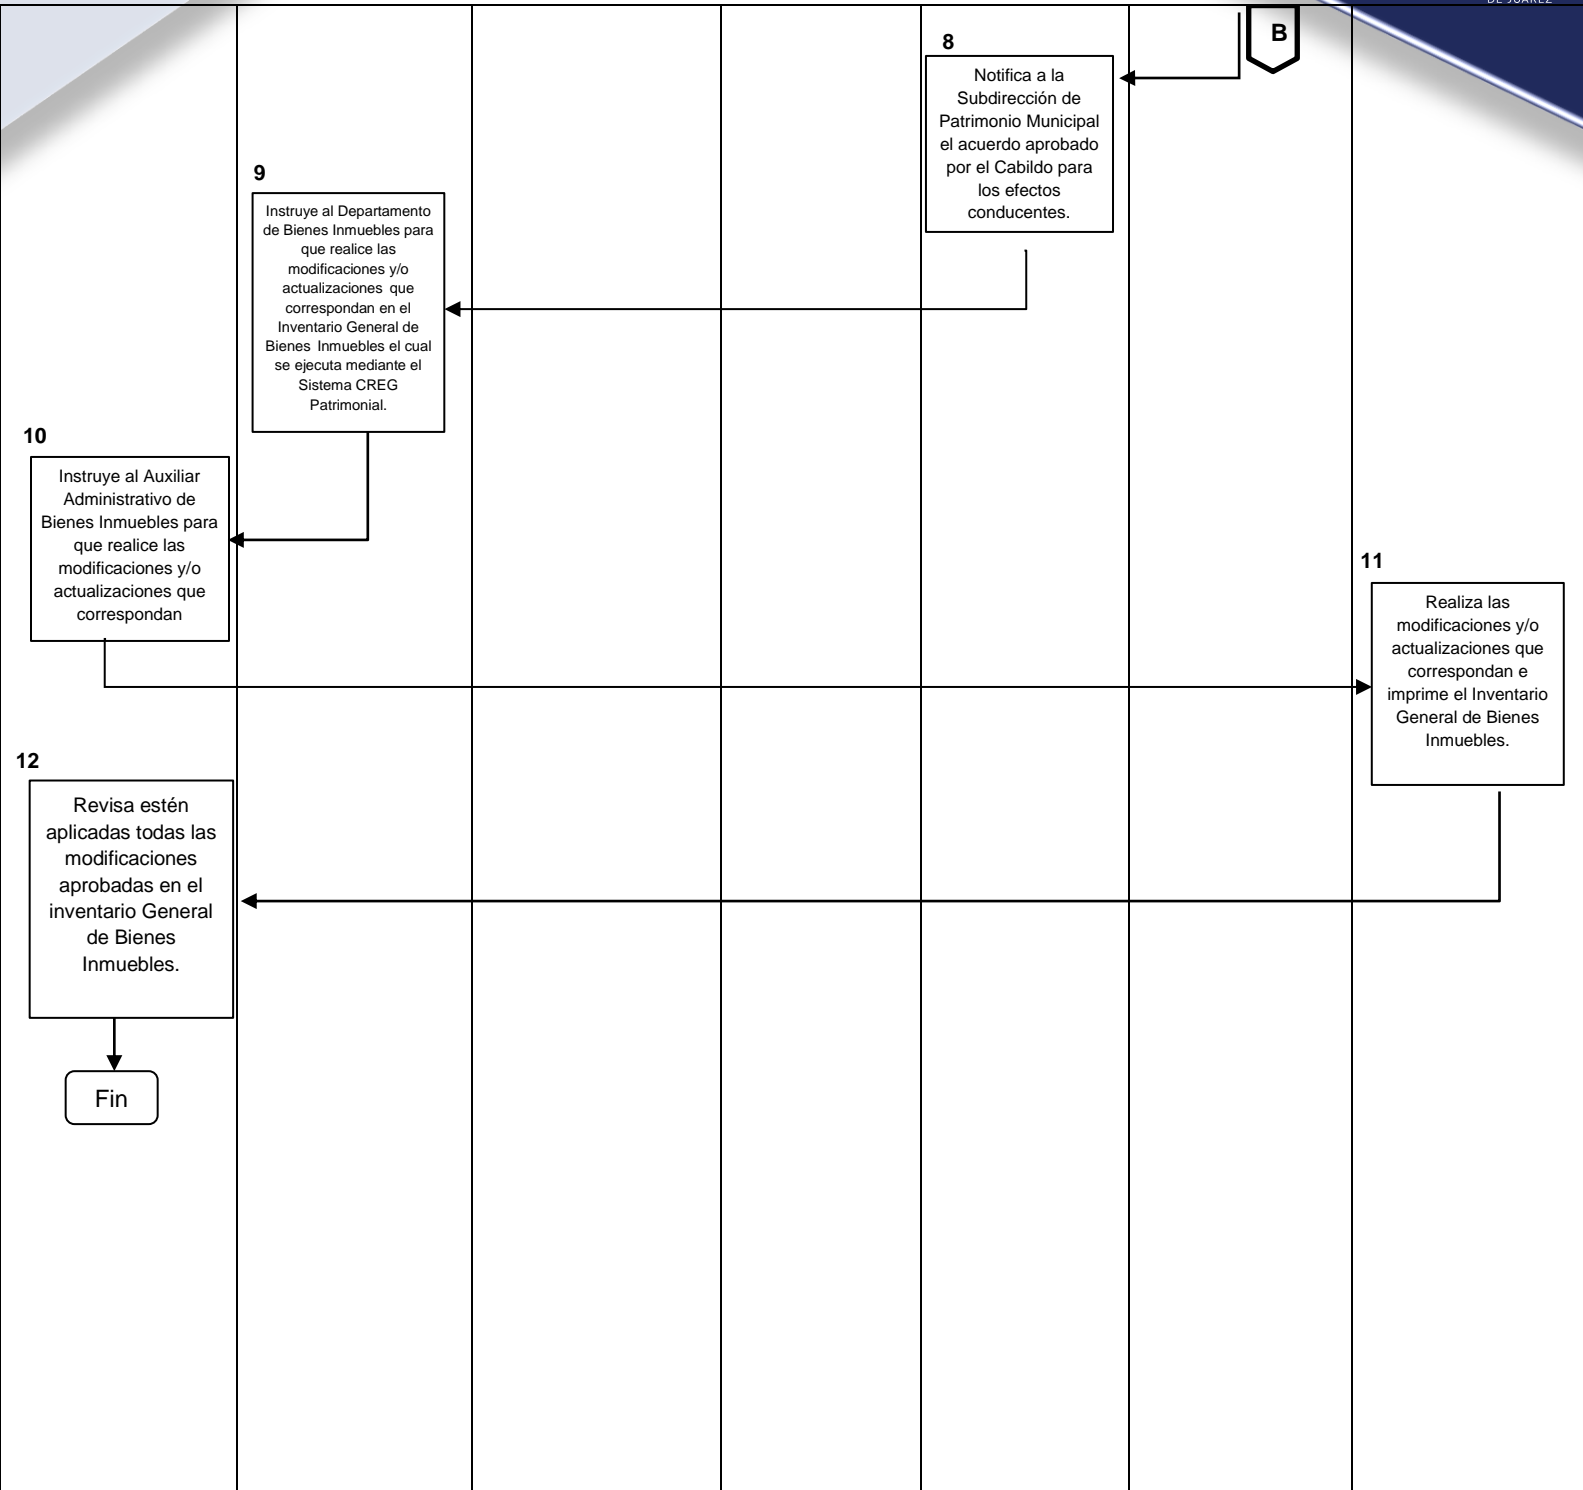 DE JUÁREZ
B
8
Notifica a la
Subdirección de
Patrimonio Municipal
el acuerdo aprobado
por el Cabildo para
los efectos
conducentes.
9
Instruye al Departamento
de Bienes Inmuebles para
que realice las
modificaciones y/o
actualizaciones que
correspondan en el
Inventario General de
Bienes Inmuebles el cual
se ejecuta mediante el
Sistema CREG
Patrimonial.
10
Instruye al Auxiliar
Administrativo de
Bienes Inmuebles para
que realice las
modificaciones y/o
actualizaciones que
correspondan
11
Realiza las
modificaciones y/o
actualizaciones que
correspondan e
imprime el Inventario
General de Bienes
Inmuebles.
12
Revisa estén
aplicadas todas las
modificaciones
aprobadas en el
inventario General
de Bienes
Inmuebles.
Fin